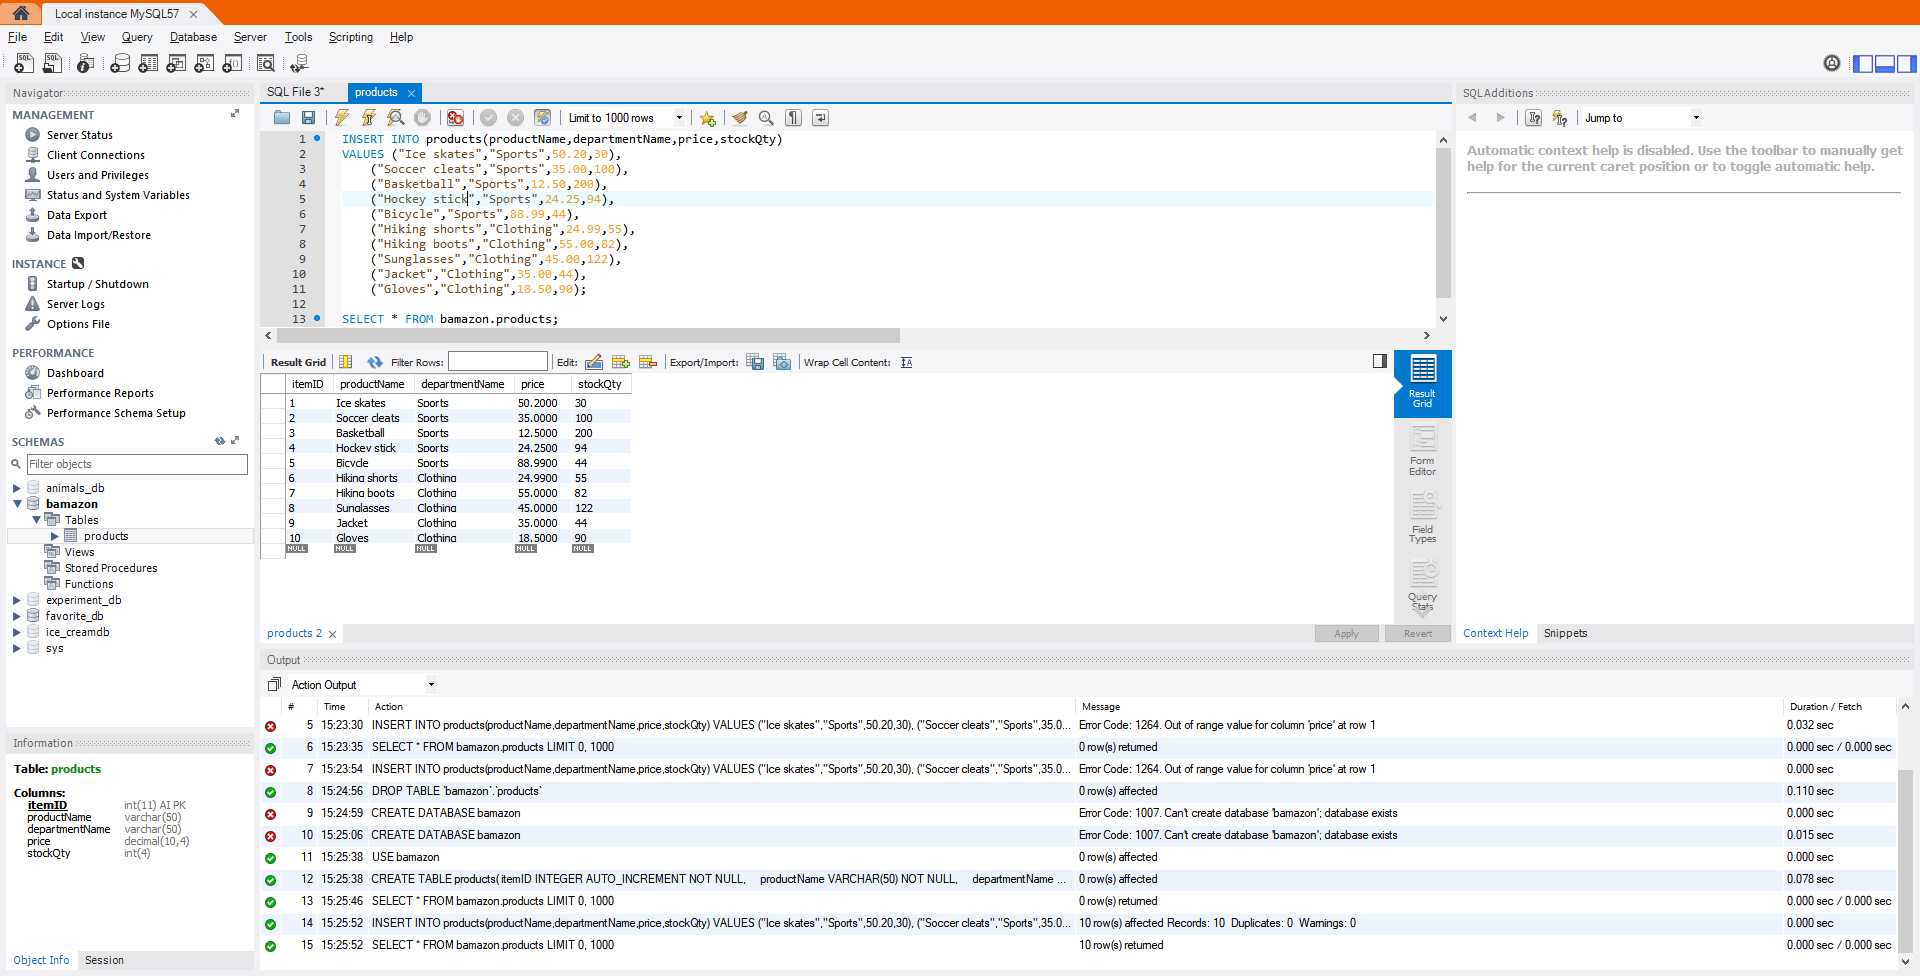 Local instance MySQL57
File Edit View Query Database Server Tools Scripting Help
Navigator
MANAGEMENT
Server Status
Client Connections
Users and Privileges
Status and System Variables
Data Export
Data Import/Restore
INSTANCE
Startup / Shutdown
Server Logs
Options File
PERFORMANCE
Dashboard
Performance Reports
Performance Schema Setup
SCHEMAS
Filter objects
animals_db
bamazon
Tables
products
Views
Stored Procedures
Functions
experiment_db
favorite_db
ice_creamdb
sys
Information
Table: products
Columns:
itemID int(11) AI PK
productName varchar(50)
departmentName varchar(50)
price decimal(10,4)
stockQty int(4)
Object Info Session
SQL File 3* products
Limit to 1000 rows
1 INSERT INTO products(productName,departmentName,price,stockQty)
2 VALUES ("Ice skates","Sports",50.20,30),
3 ("Soccer cleats","Sports",35.00,100),
4 ("Basketball","Sports",12.50,200),
5 ("Hockey stick","Sports",24.25,94),
6 ("Bicycle","Sports",88.99,44),
7 ("Hiking shorts","Clothing",24.99,55),
8 ("Hiking boots","Clothing",55.00,82),
9 ("Sunglasses","Clothing",45.00,122),
10 ("Jacket","Clothing",35.00,44),
11 ("Gloves","Clothing",18.50,90);
12
13 SELECT * FROM bamazon.products;
Result Grid Filter Rows: Edit: Export/Import: Wrap Cell Content:
itemID productName departmentName price stockQty
1 Ice skates Sports 50.2000 30
2 Soccer cleats Sports 35.0000 100
3 Basketball Sports 12.5000 200
4 Hockey stick Sports 24.2500 94
5 Bicycle Sports 88.9900 44
6 Hiking shorts Clothing 24.9900 55
7 Hiking boots Clothing 55.0000 82
8 Sunglasses Clothing 45.0000 122
9 Jacket Clothing 35.0000 44
10 Gloves Clothing 18.5000 90
NULL NULL NULL NULL NULL
Result
Grid
Form
Editor
Field
Types
Query
Stats
products 2
Apply Revert
SQLAdditions
Jump to
Automatic context help is disabled. Use the toolbar to manually get
help for the current caret position or to toggle automatic help.
Context Help Snippets
Output
Action Output
# Time Action Message Duration / Fetch
5 15:23:30 INSERT INTO products(productName,departmentName,price,stockQty) VALUES ("Ice skates","Sports",50.20,30), ("Soccer cleats","Sports",35.0... Error Code: 1264. Out of range value for column 'price' at row 1 0.032 sec
6 15:23:35 SELECT * FROM bamazon.products LIMIT 0, 1000 0 row(s) returned 0.000 sec / 0.000 sec
7 15:23:54 INSERT INTO products(productName,departmentName,price,stockQty) VALUES ("Ice skates","Sports",50.20,30), ("Soccer cleats","Sports",35.0... Error Code: 1264. Out of range value for column 'price' at row 1 0.000 sec
8 15:24:56 DROP TABLE `bamazon`.`products` 0 row(s) affected 0.110 sec
9 15:24:59 CREATE DATABASE bamazon Error Code: 1007. Can't create database 'bamazon'; database exists 0.000 sec
10 15:25:06 CREATE DATABASE bamazon Error Code: 1007. Can't create database 'bamazon'; database exists 0.015 sec
11 15:25:38 USE bamazon 0 row(s) affected 0.000 sec
12 15:25:38 CREATE TABLE products( itemID INTEGER AUTO_INCREMENT NOT NULL, productName VARCHAR(50) NOT NULL, departmentName ... 0 row(s) affected 0.078 sec
13 15:25:46 SELECT * FROM bamazon.products LIMIT 0, 1000 0 row(s) returned 0.000 sec / 0.000 sec
14 15:25:52 INSERT INTO products(productName,departmentName,price,stockQty) VALUES ("Ice skates","Sports",50.20,30), ("Soccer cleats","Sports",35.0... 10 row(s) affected Records: 10 Duplicates: 0 Warnings: 0 0.000 sec
15 15:25:52 SELECT * FROM bamazon.products LIMIT 0, 1000 10 row(s) returned 0.000 sec / 0.000 sec